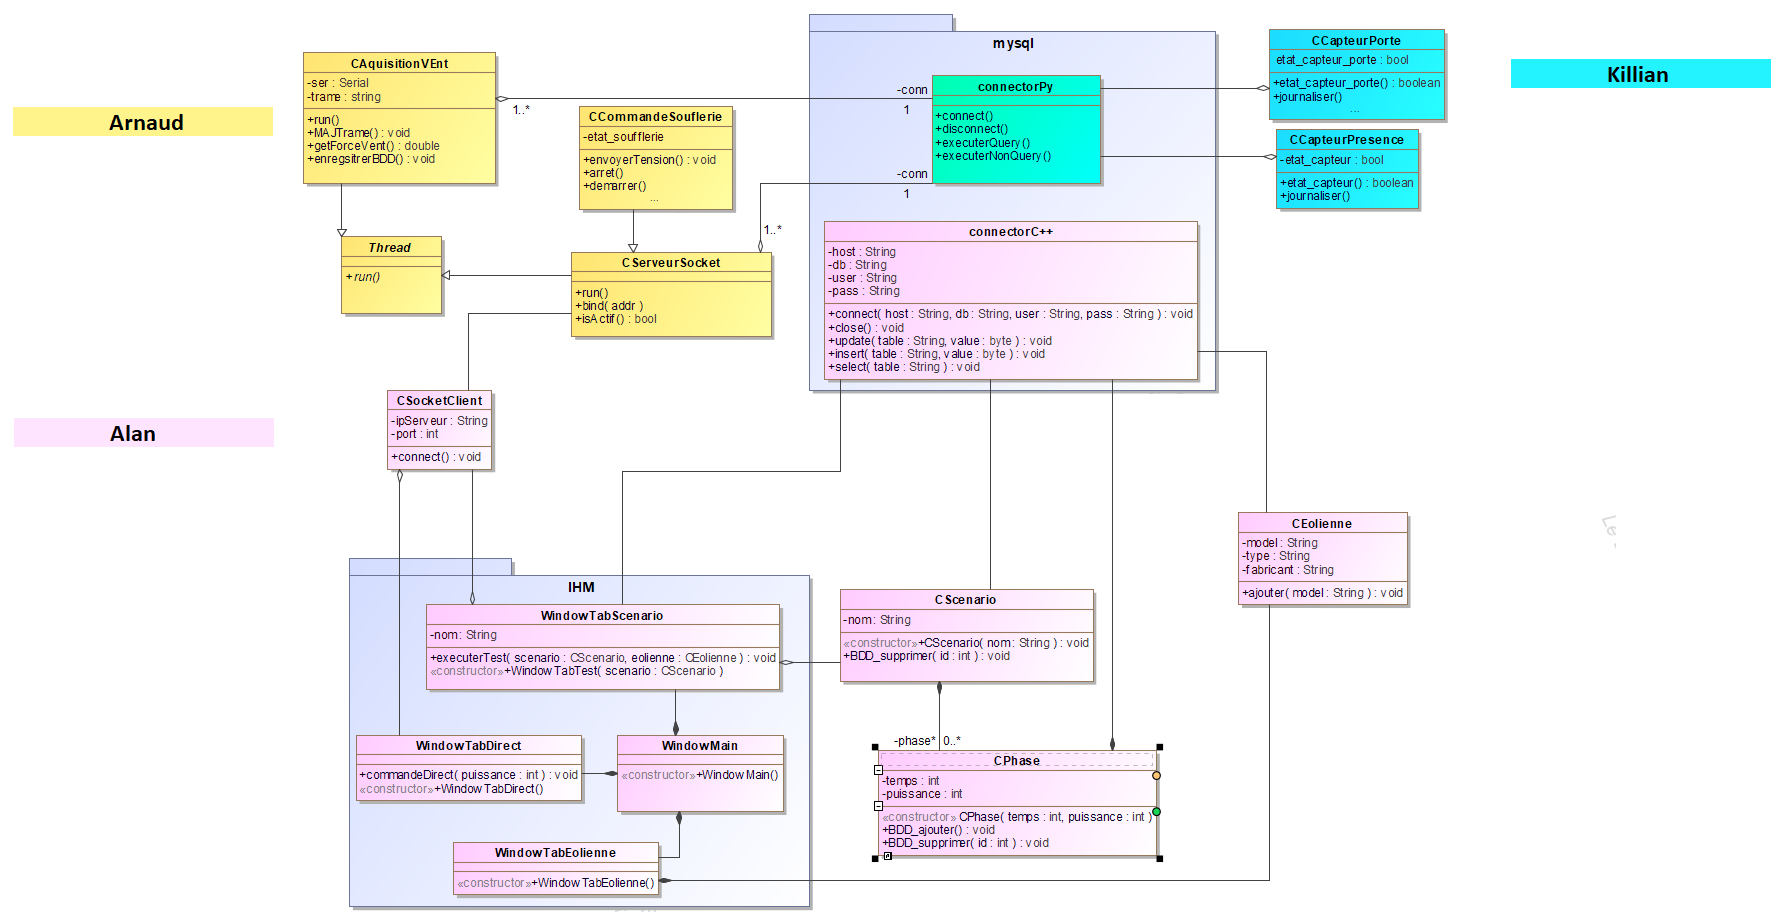 Arnaud
Killian
Alan
CAquisitionVEnt
-ser : Serial
-trame : string
+run()
+MAJTrame() : void
+getForceVent() : double
+enregsitrerBDD() : void
1..*
-conn
1
CCommandeSouflerie
-etat_soufflerie
+envoyerTension() : void
+arret()
+demarrer()
...
Thread
+run()
CServeurSocket
+run()
+bind( addr )
+isActif() : bool
1..*
-conn
1
mysql
connectorPy
+connect()
+disconnect()
+executerQuery()
+executerNonQuery()
CCapteurPorte
etat_capteur_porte : bool
+etat_capteur_porte() : boolean
+journaliser()
...
CCapteurPresence
-etat_capteur : bool
+etat_capteur() : boolean
+journaliser()
connectorC++
-host : String
-db : String
-user : String
-pass : String
+connect( host : String, db : String, user : String, pass : String ) : void
+close() : void
+update( table : String, value : byte ) : void
+insert( table : String, value : byte ) : void
+select( table : String ) : void
CSocketClient
-ipServeur : String
-port : int
+connect() : void
CEolienne
-model : String
-type : String
-fabricant : String
+ajouter( model : String ) : void
IHM
WindowTabScenario
-nom : String
+executerTest( scenario : CScenario, eolienne : CEolienne ) : void
«constructor»+WindowTabTest( scenario : CScenario )
CScenario
-nom : String
«constructor»+CScenario( nom : String ) : void
+BDD_supprimer( id : int ) : void
WindowTabDirect
+commandeDirect( puissance : int ) : void
«constructor»+WindowTabDirect()
WindowMain
«constructor»+WindowMain()
-phase* 0..*
CPhase
-temps : int
-puissance : int
«constructor» CPhase( temps : int, puissance : int )
+BDD_ajouter() : void
+BDD_supprimer( id : int ) : void
WindowTabEolienne
«constructor»+WindowTabEolienne()